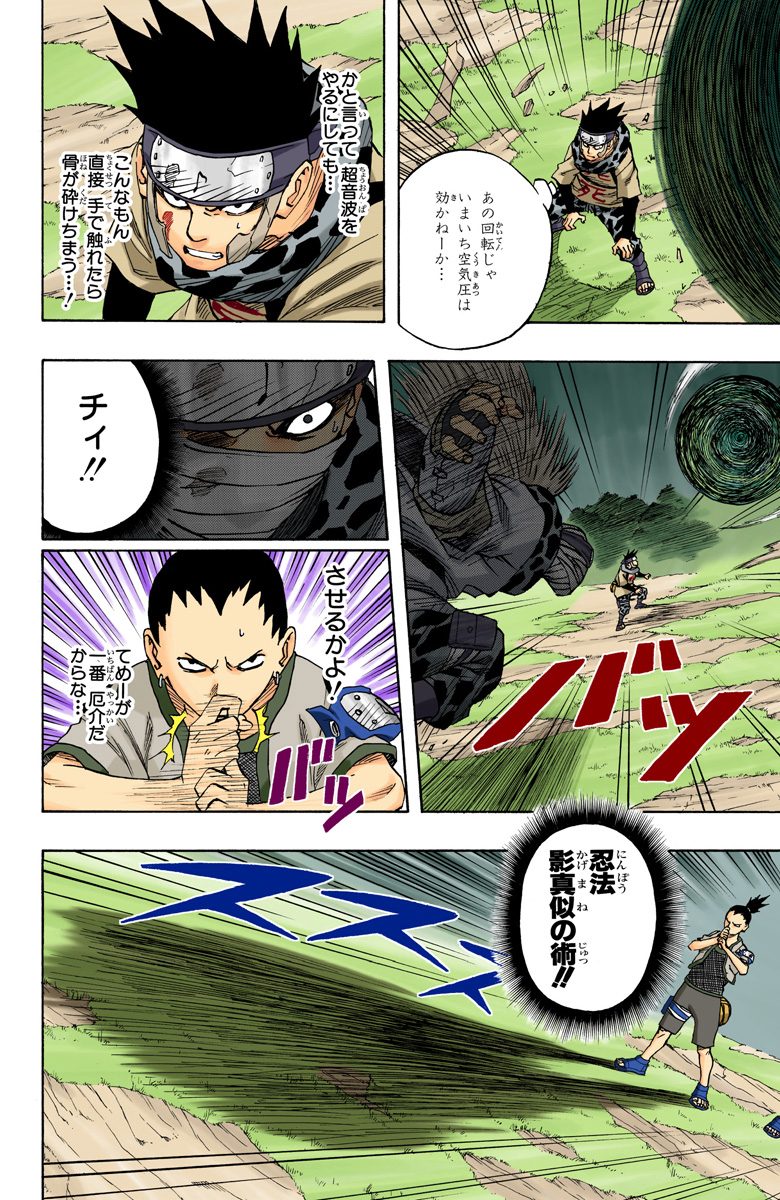 あの回転じゃ
いまいち空気圧は
効かねーか…
かと言って 超音波を
やるにしても…
こんなもん
直接 手で触れたら
骨が砕けちまう…！
バッ
チィ!!
させるかよ！
てめーが
一番 厄介だ
からな…
バッ
忍法
影真似の術!!
ススス
死